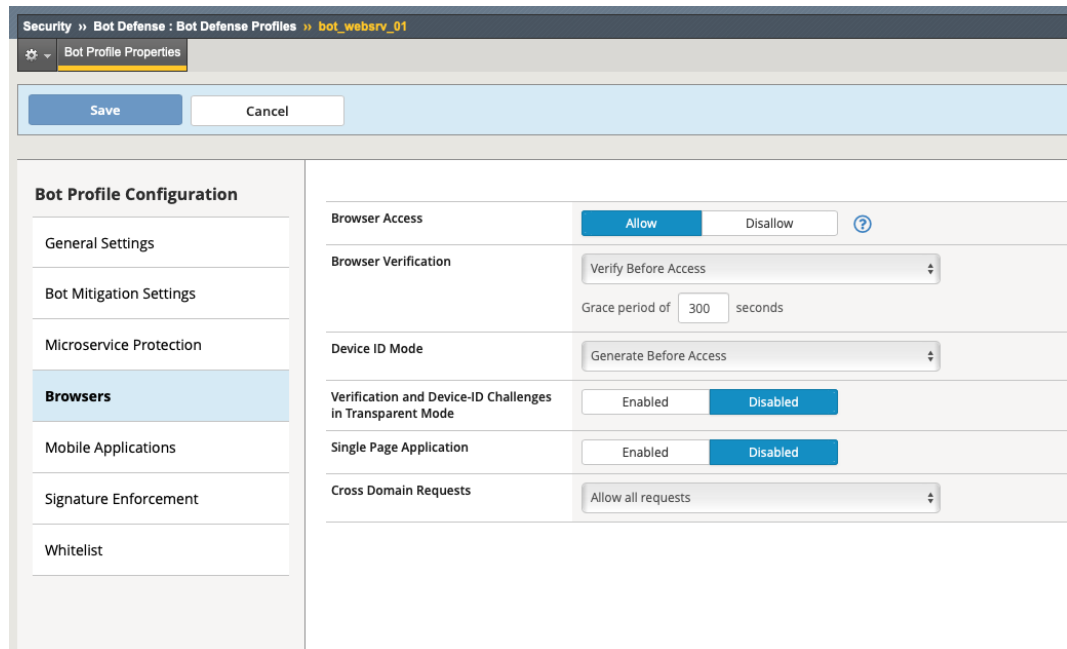 Security ›› Bot Defense : Bot Defense Profiles ›› bot_websrv_01
Bot Profile Properties
Save Cancel
Bot Profile Configuration
General Settings
Bot Mitigation Settings
Microservice Protection
Browsers
Mobile Applications
Signature Enforcement
Whitelist
Browser Access Allow Disallow ?
Browser Verification Verify Before Access
Grace period of 300 seconds
Device ID Mode Generate Before Access
Verification and Device-ID Challenges
in Transparent Mode Enabled Disabled
Single Page Application Enabled Disabled
Cross Domain Requests Allow all requests